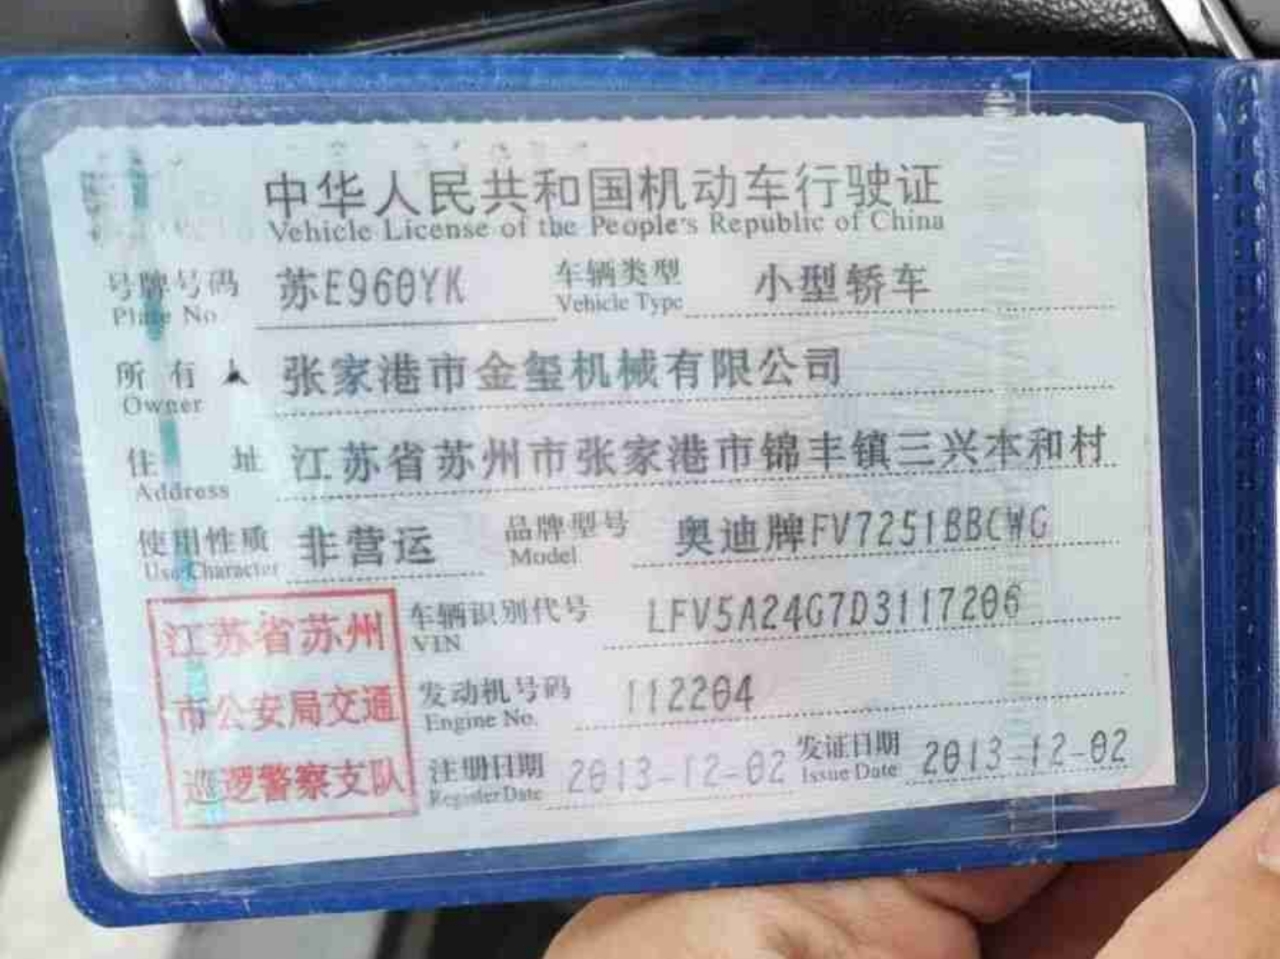 中华人民共和国机动车行驶证
Vehicle License of the People's Republic of China
号牌号码 苏E960YK 车辆类型 小型轿车
Plate No. Vehicle Type
所有人 张家港市金玺机械有限公司
Owner
住址 江苏省苏州市张家港市锦丰镇三兴本和村
Address
使用性质 非营运 品牌型号 奥迪牌FV7251BBCWG
Use Character Model
江苏省苏州 车辆识别代号 LFV5A24G7D3117206
VIN
市公安局交通 发动机号码 112204
Engine No.
巡逻警察支队 注册日期 2013-12-02 发证日期 2013-12-02
Register Date Issue Date